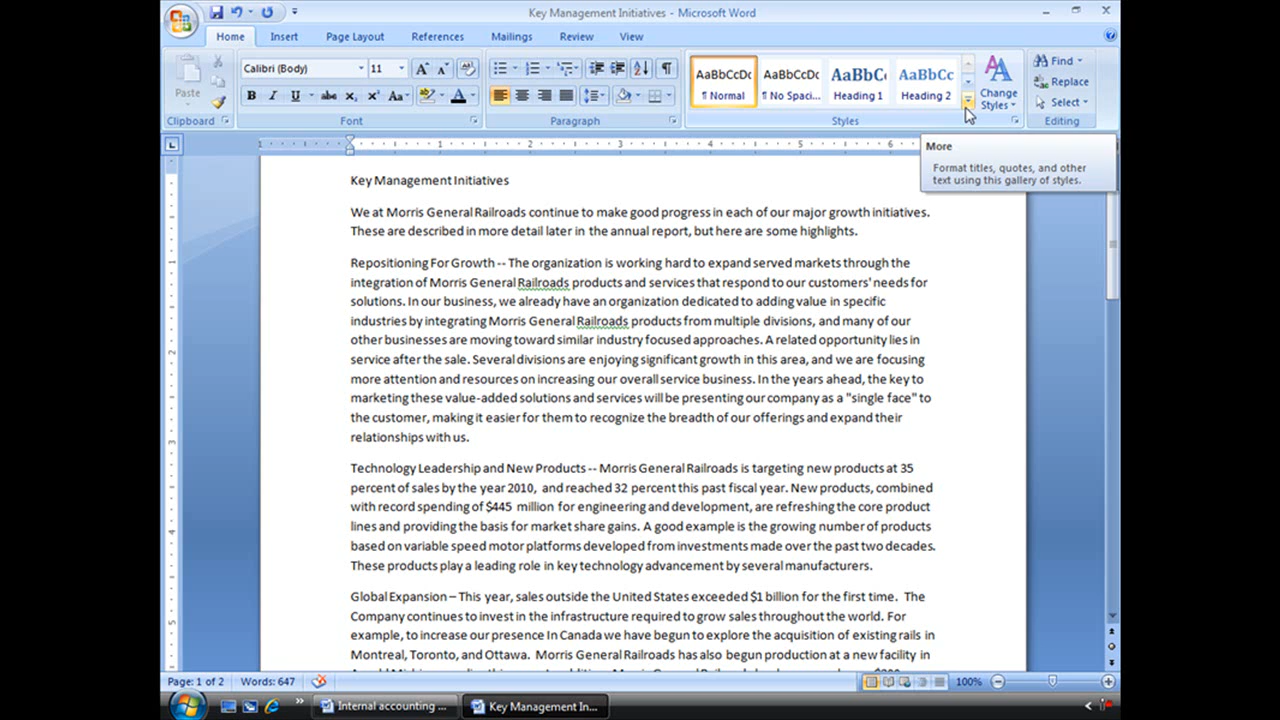 Key Management Initiatives - Microsoft Word
Home Insert Page Layout References Mailings Review View
Paste
Calibri (Body) 11
AaBbCcDc AaBbCcDc AaBbCc AaBbCc
¶ Normal ¶ No Spaci... Heading 1 Heading 2
Change Styles
Find
Replace
Select
Clipboard Font Paragraph Styles Editing
More
Format titles, quotes, and other
text using this gallery of styles.
Key Management Initiatives
We at Morris General Railroads continue to make good progress in each of our major growth initiatives.
These are described in more detail later in the annual report, but here are some highlights.
Repositioning For Growth -- The organization is working hard to expand served markets through the
integration of Morris General Railroads products and services that respond to our customers' needs for
solutions. In our business, we already have an organization dedicated to adding value in specific
industries by integrating Morris General Railroads products from multiple divisions, and many of our
other businesses are moving toward similar industry focused approaches. A related opportunity lies in
service after the sale. Several divisions are enjoying significant growth in this area, and we are focusing
more attention and resources on increasing our overall service business. In the years ahead, the key to
marketing these value-added solutions and services will be presenting our company as a "single face" to
the customer, making it easier for them to recognize the breadth of our offerings and expand their
relationships with us.
Technology Leadership and New Products -- Morris General Railroads is targeting new products at 35
percent of sales by the year 2010, and reached 32 percent this past fiscal year. New products, combined
with record spending of $445 million for engineering and development, are refreshing the core product
lines and providing the basis for market share gains. A good example is the growing number of products
based on variable speed motor platforms developed from investments made over the past two decades.
These products play a leading role in key technology advancement by several manufacturers.
Global Expansion – This year, sales outside the United States exceeded $1 billion for the first time. The
Company continues to invest in the infrastructure required to grow sales throughout the world. For
example, to increase our presence In Canada we have begun to explore the acquisition of existing rails in
Montreal, Toronto, and Ottawa. Morris General Railroads has also begun production at a new facility in
Page: 1 of 2 Words: 647 100%
Internal accounting ... Key Management In...